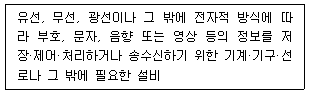 유선, 무선, 광선이나 그 밖에 전자적 방식에 따
라 부호, 문자, 음향 또는 영상 등의 정보를 저
장·제어·처리하거나 송수신하기 위한 기계·기구·선
로나 그 밖에 필요한 설비